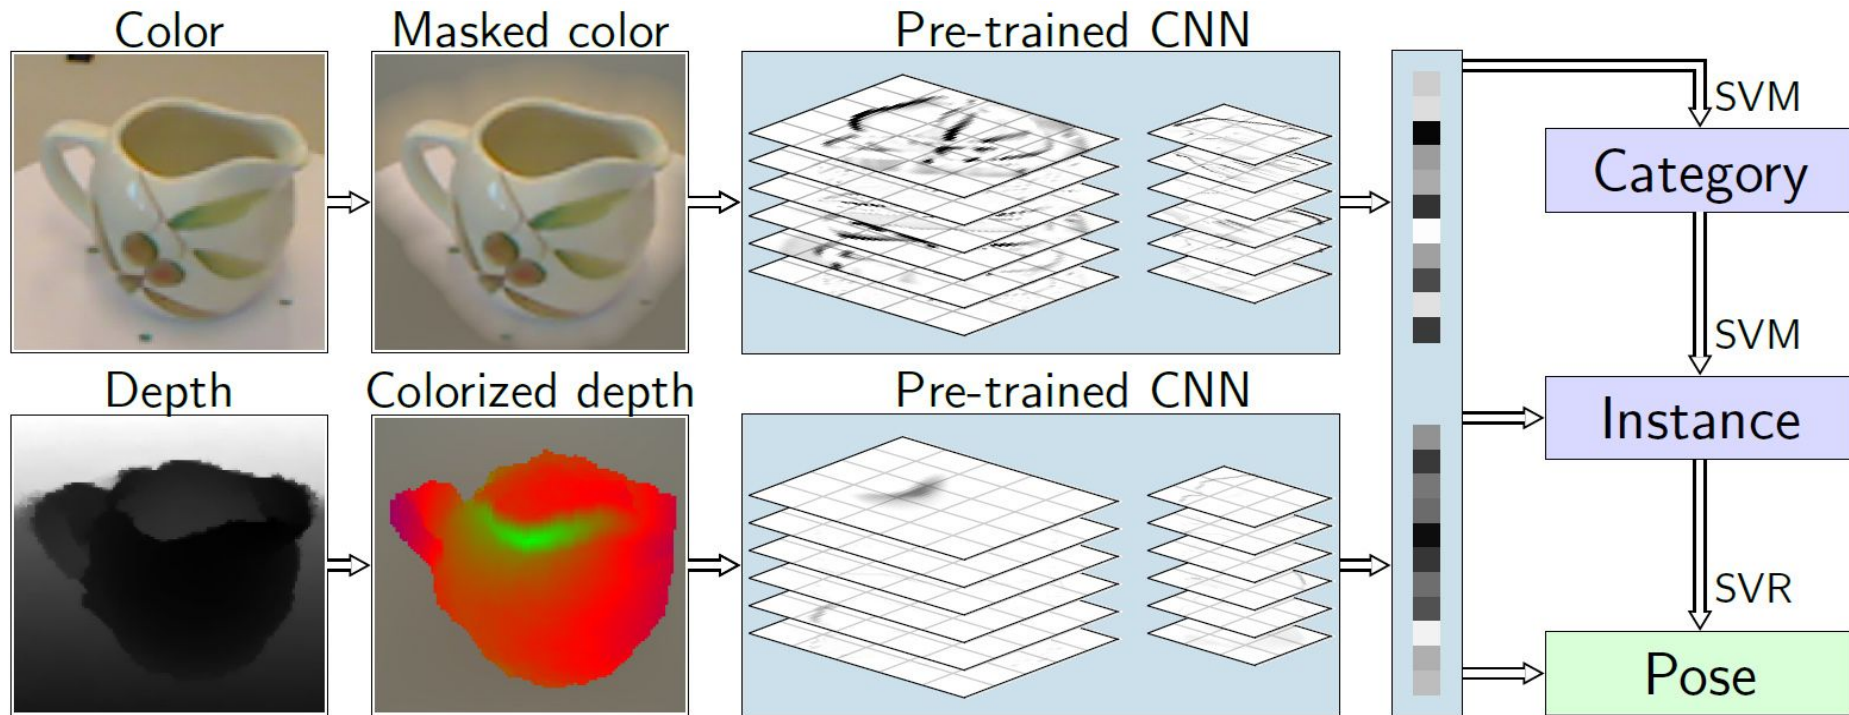 Color
Masked color
Pre-trained CNN
SVM
Category
SVM
Depth
Colorized depth
Pre-trained CNN
Instance
SVR
Pose